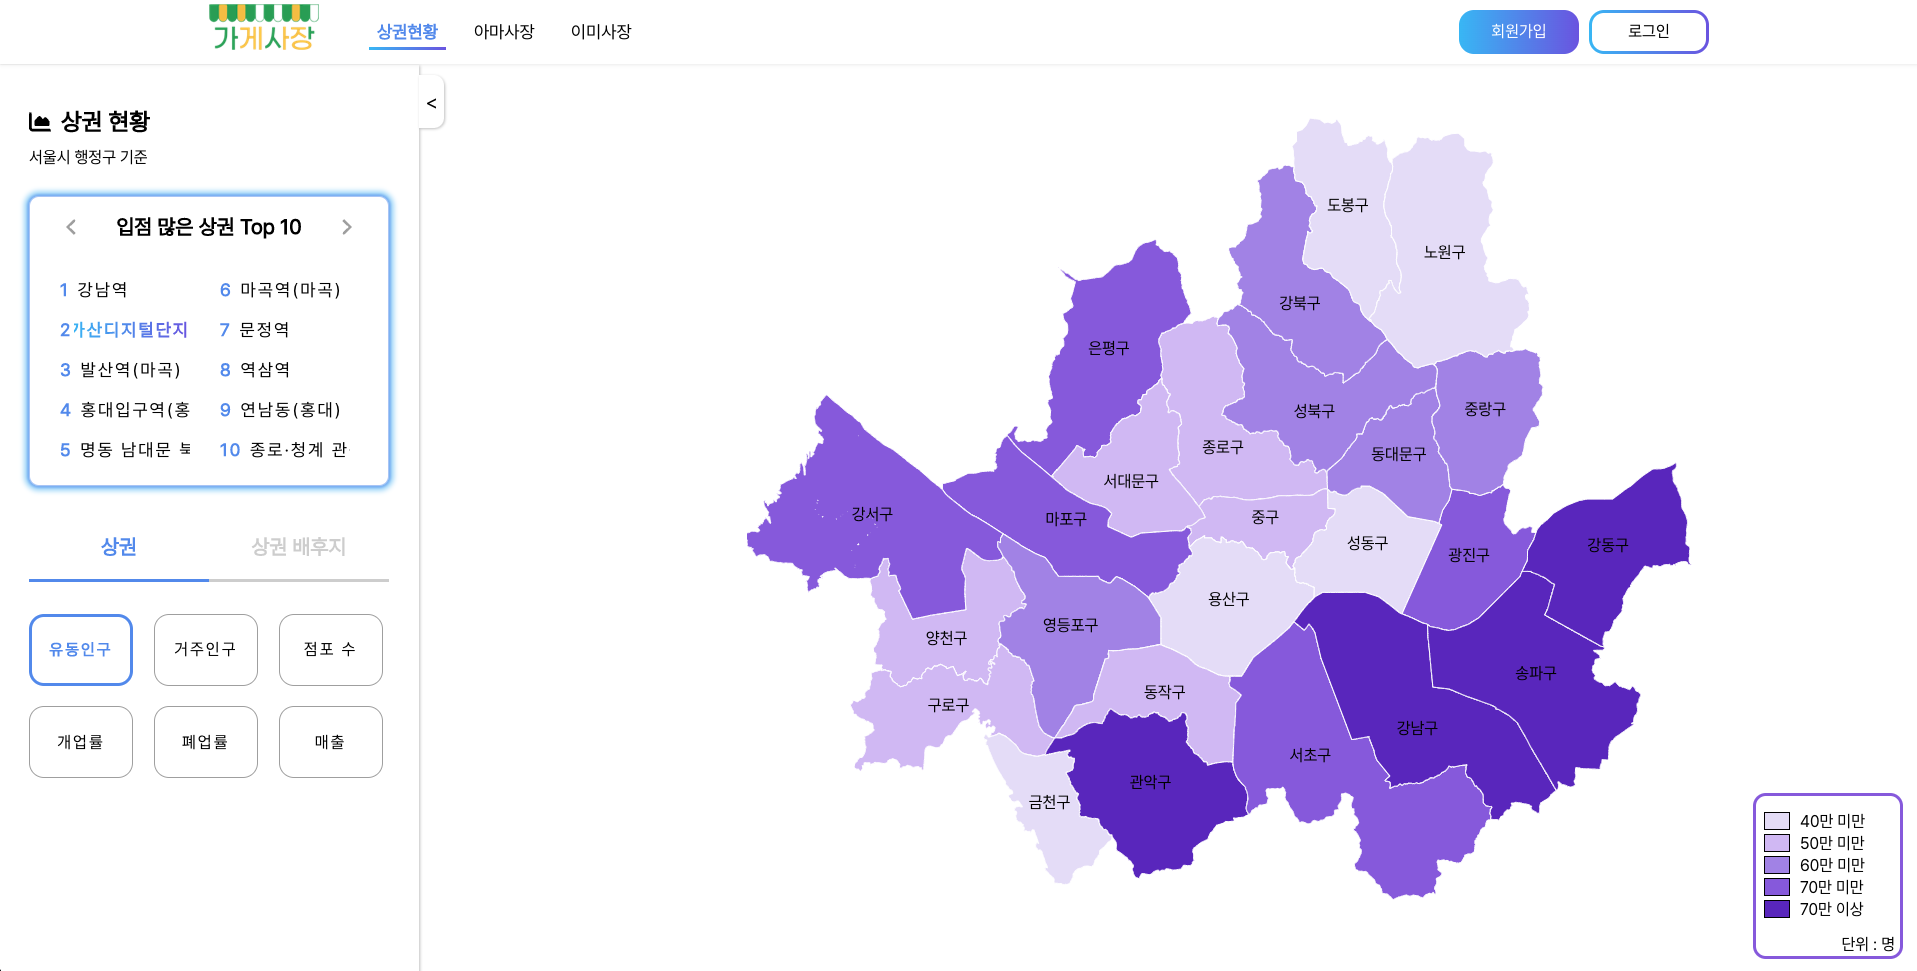 가게사장
상권현황 아마사장 이미사장
회원가입 로그인
<
상권 현황
서울시 행정구 기준
입점 많은 상권 Top 10
1 강남역
2 가산디지털단지
3 발산역(마곡)
4 홍대입구역(홍
5 명동 남대문 북
6 마곡역(마곡)
7 문정역
8 역삼역
9 연남동(홍대)
10 종로·청계 관
상권 상권 배후지
유동인구 거주인구 점포 수
개업률 폐업률 매출
도봉구
노원구
강북구
은평구
성북구
중랑구
종로구
동대문구
서대문구
강서구
마포구
중구
성동구
강동구
광진구
용산구
영등포구
양천구
송파구
동작구
구로구
강남구
서초구
관악구
금천구
40만 미만
50만 미만
60만 미만
70만 미만
70만 이상
단위 : 명